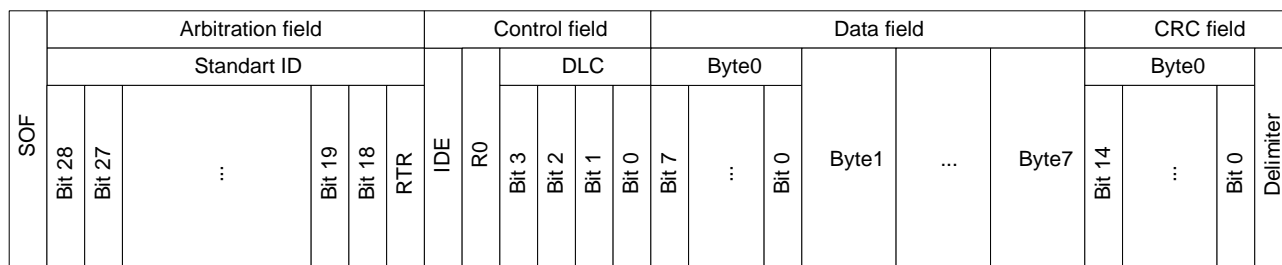 Arbitration field Control field Data field CRC field
Standart ID DLC Byte0 Byte0
SOF Bit 28 Bit 27 ... Bit 19 Bit 18 RTR IDE R0 Bit 3 Bit 2 Bit 1 Bit 0 Bit 7 ... Bit 0 Byte1 ... Byte7 Bit 14 ... Bit 0 Delimiter